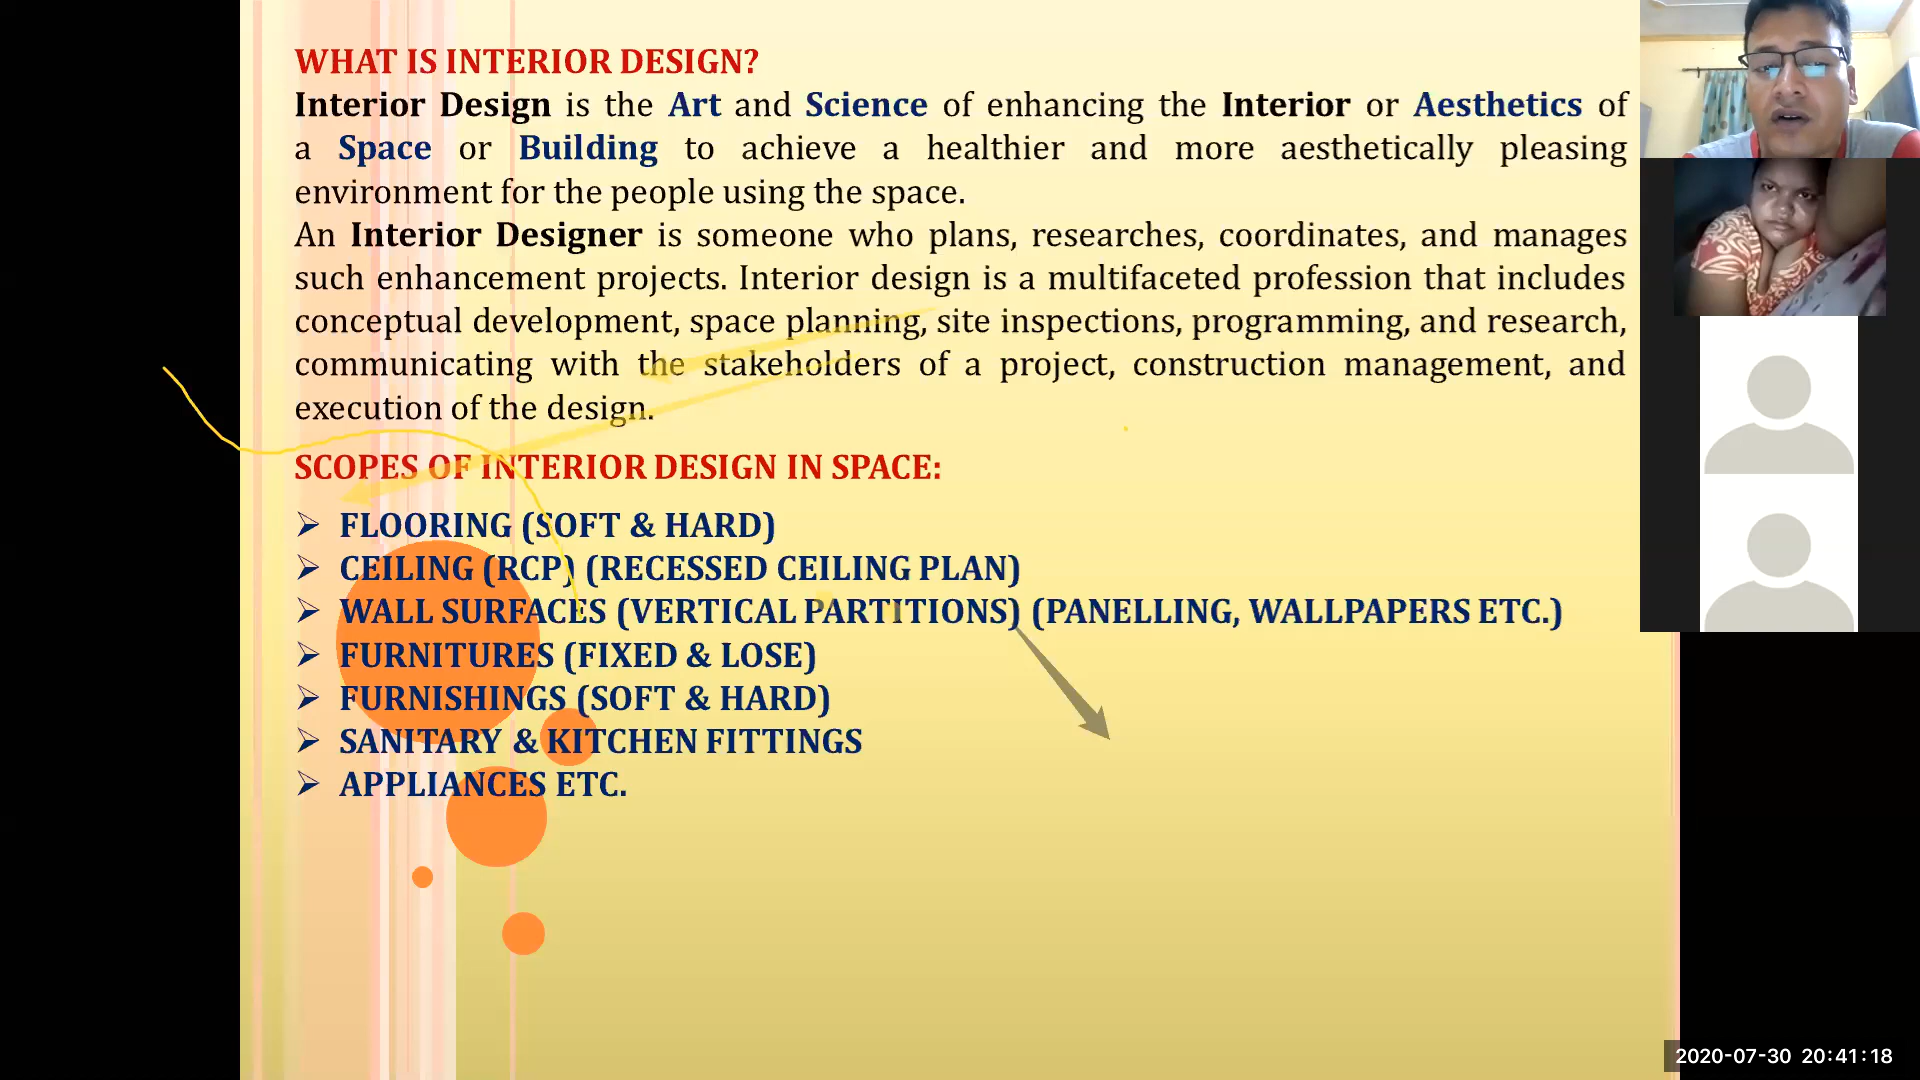 WHAT IS INTERIOR DESIGN?
Interior Design is the Art and Science of enhancing the Interior or Aesthetics of
a Space or Building to achieve a healthier and more aesthetically pleasing
environment for the people using the space.
An Interior Designer is someone who plans, researches, coordinates, and manages
such enhancement projects. Interior design is a multifaceted profession that includes
conceptual development, space planning, site inspections, programming, and research,
communicating with the stakeholders of a project, construction management, and
execution of the design.
SCOPES OF INTERIOR DESIGN IN SPACE:
➢ FLOORING (SOFT & HARD)
➢ CEILING (RCP) (RECESSED CEILING PLAN)
➢ WALL SURFACES (VERTICAL PARTITIONS) (PANELLING, WALLPAPERS ETC.)
➢ FURNITURES (FIXED & LOSE)
➢ FURNISHINGS (SOFT & HARD)
➢ SANITARY & KITCHEN FITTINGS
➢ APPLIANCES ETC.
2020-07-30 20:41:18